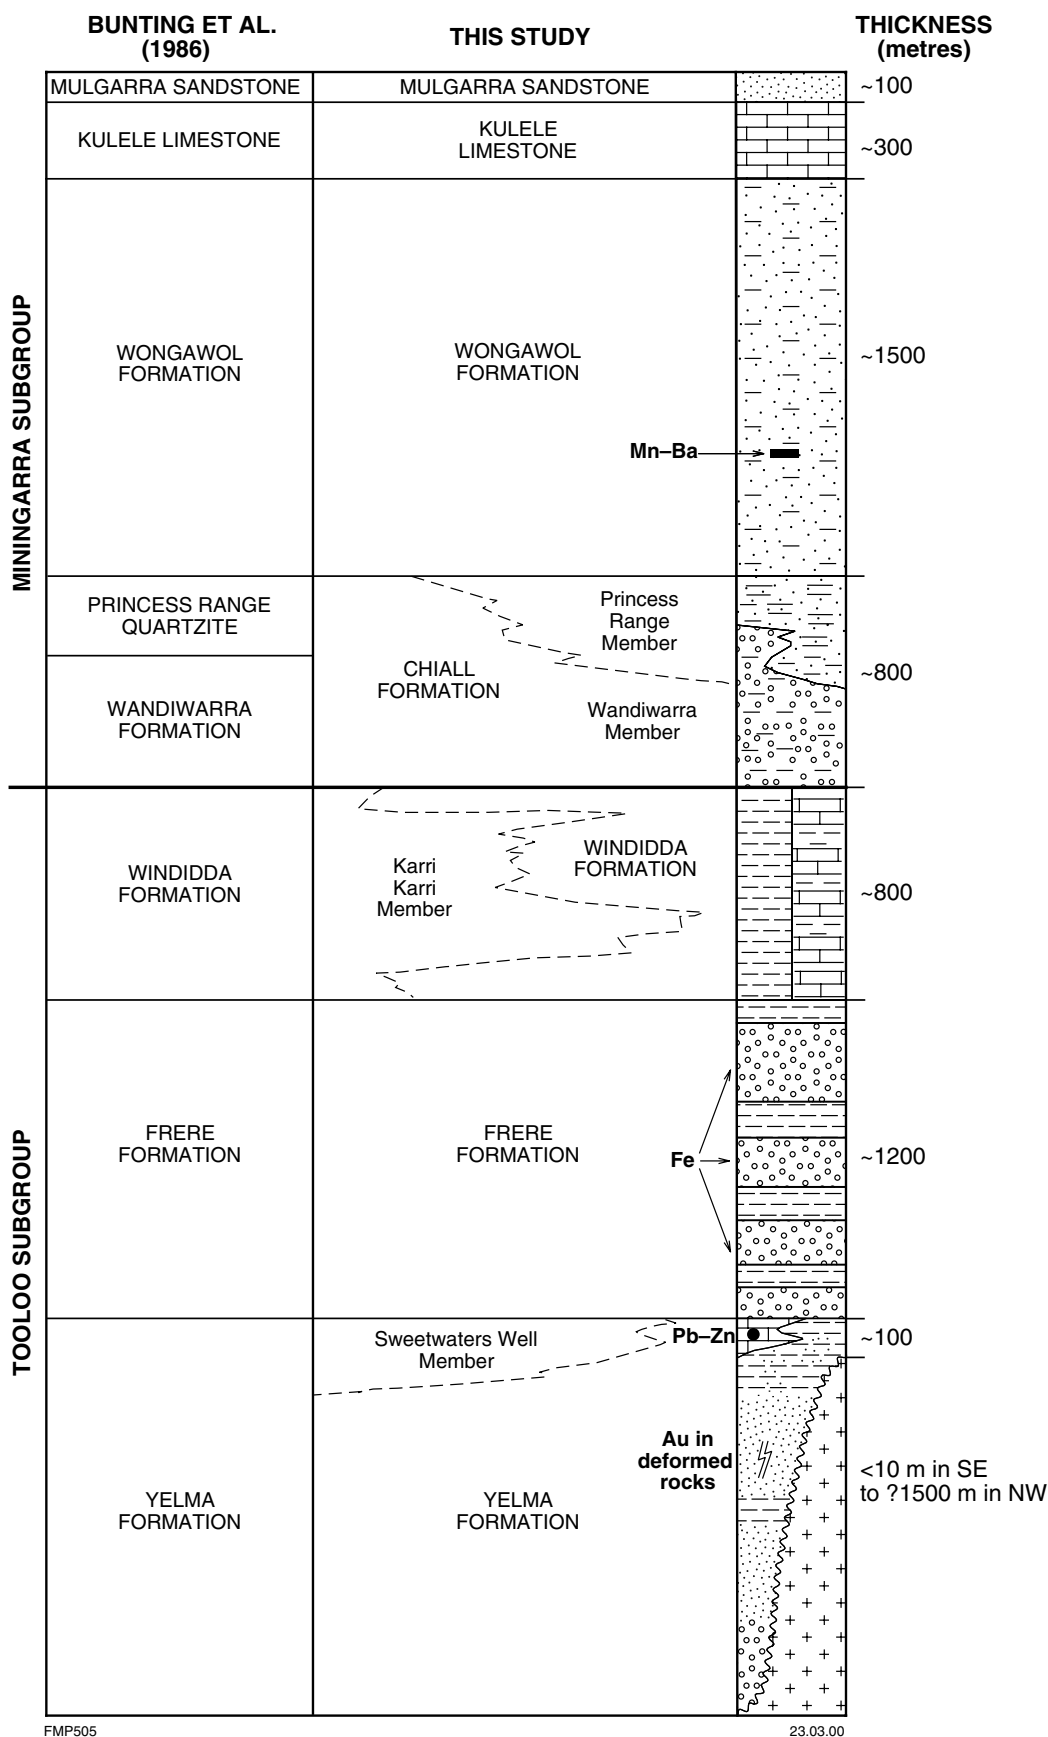 BUNTING ET AL.
(1986)
THIS STUDY
THICKNESS
(metres)
MULGARRA SANDSTONE
MULGARRA SANDSTONE
~100
KULELE LIMESTONE
KULELE
LIMESTONE
~300
MININGARRA SUBGROUP
WONGAWOL
FORMATION
WONGAWOL
FORMATION
~1500
Mn–Ba
PRINCESS RANGE
QUARTZITE
Princess
Range
Member
CHIALL
FORMATION
~800
WANDIWARRA
FORMATION
Wandiwarra
Member
WINDIDDA
FORMATION
Karri
Karri
Member
WINDIDDA
FORMATION
~800
TOOLOO SUBGROUP
FRERE
FORMATION
FRERE
FORMATION
Fe
~1200
Sweetwaters Well
Member
Pb–Zn
~100
Au in
deformed
rocks
<10 m in SE
to ?1500 m in NW
YELMA
FORMATION
YELMA
FORMATION
FMP505
23.03.00